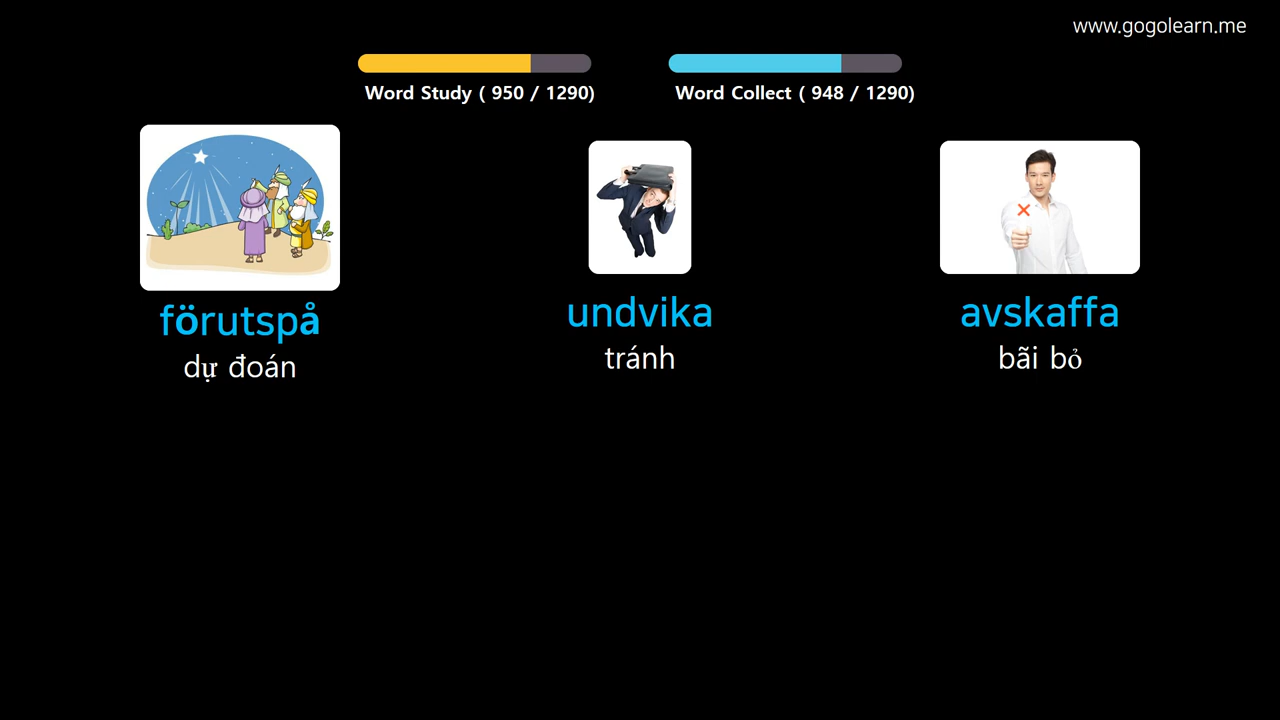 www.gogolearn.me
Word Study ( 950 / 1290)
Word Collect ( 948 / 1290)
förutspå
undvika
avskaffa
dự đoán
tránh
bãi bỏ